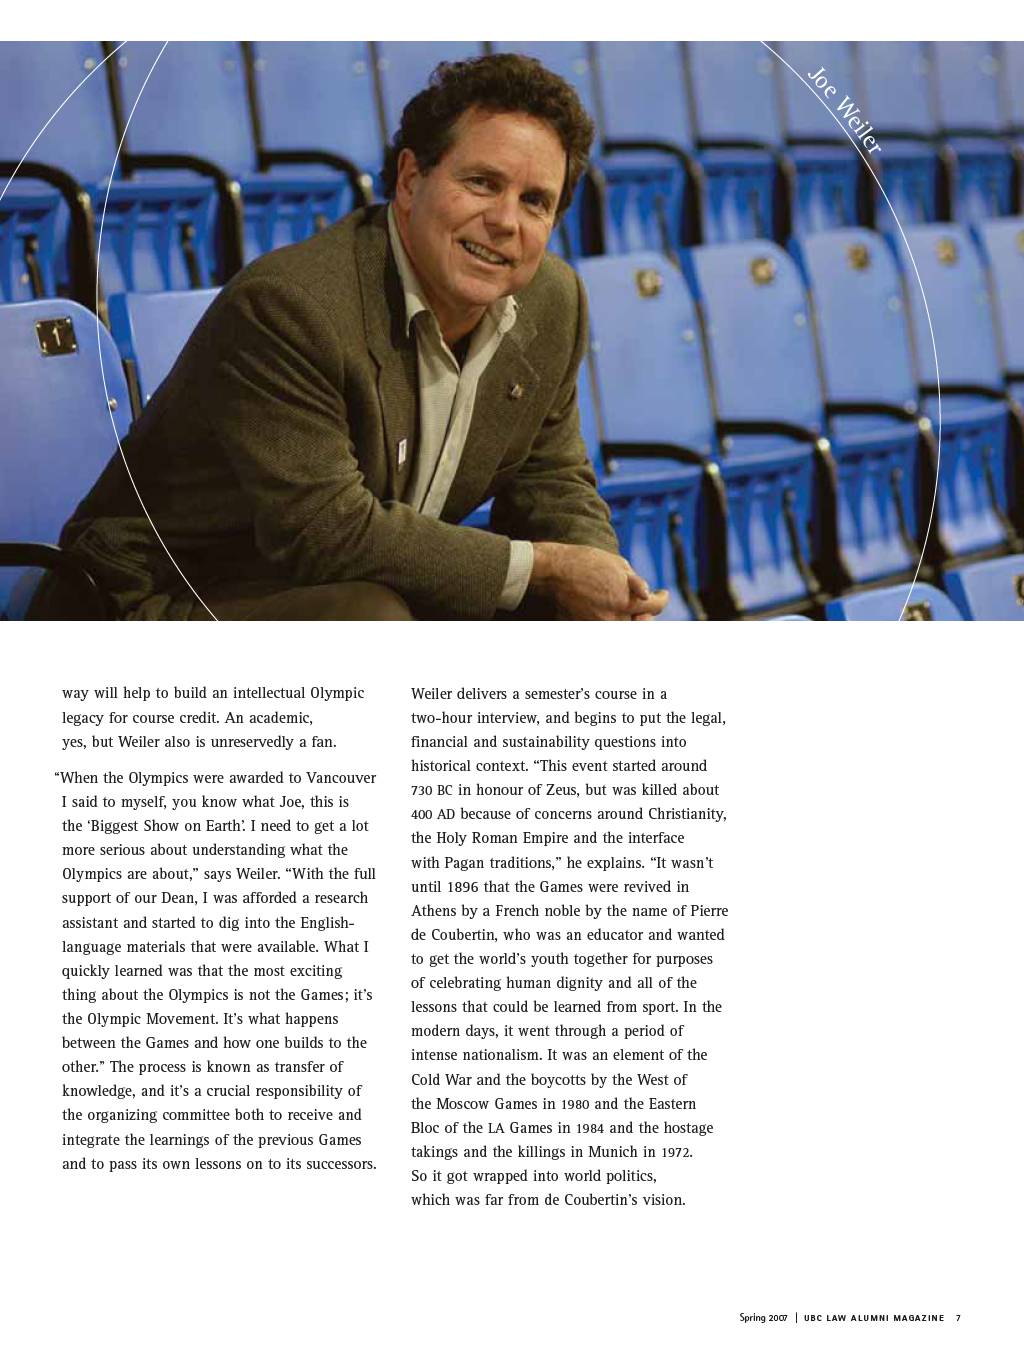 Joe Weiler
1
way will help to build an intellectual Olympic
legacy for course credit. An academic,
yes, but Weiler also is unreservedly a fan.
“When the Olympics were awarded to Vancouver
I said to myself, you know what Joe, this is
the ‘Biggest Show on Earth’. I need to get a lot
more serious about understanding what the
Olympics are about,” says Weiler. “With the full
support of our Dean, I was afforded a research
assistant and started to dig into the English-
language materials that were available. What I
quickly learned was that the most exciting
thing about the Olympics is not the Games; it’s
the Olympic Movement. It’s what happens
between the Games and how one builds to the
other.” The process is known as transfer of
knowledge, and it’s a crucial responsibility of
the organizing committee both to receive and
integrate the learnings of the previous Games
and to pass its own lessons on to its successors.
Weiler delivers a semester’s course in a
two-hour interview, and begins to put the legal,
financial and sustainability questions into
historical context. “This event started around
730 BC in honour of Zeus, but was killed about
400 AD because of concerns around Christianity,
the Holy Roman Empire and the interface
with Pagan traditions,” he explains. “It wasn’t
until 1896 that the Games were revived in
Athens by a French noble by the name of Pierre
de Coubertin, who was an educator and wanted
to get the world’s youth together for purposes
of celebrating human dignity and all of the
lessons that could be learned from sport. In the
modern days, it went through a period of
intense nationalism. It was an element of the
Cold War and the boycotts by the West of
the Moscow Games in 1980 and the Eastern
Bloc of the LA Games in 1984 and the hostage
takings and the killings in Munich in 1972.
So it got wrapped into world politics,
which was far from de Coubertin’s vision.
Spring 2007 | UBC LAW ALUMNI MAGAZINE 7